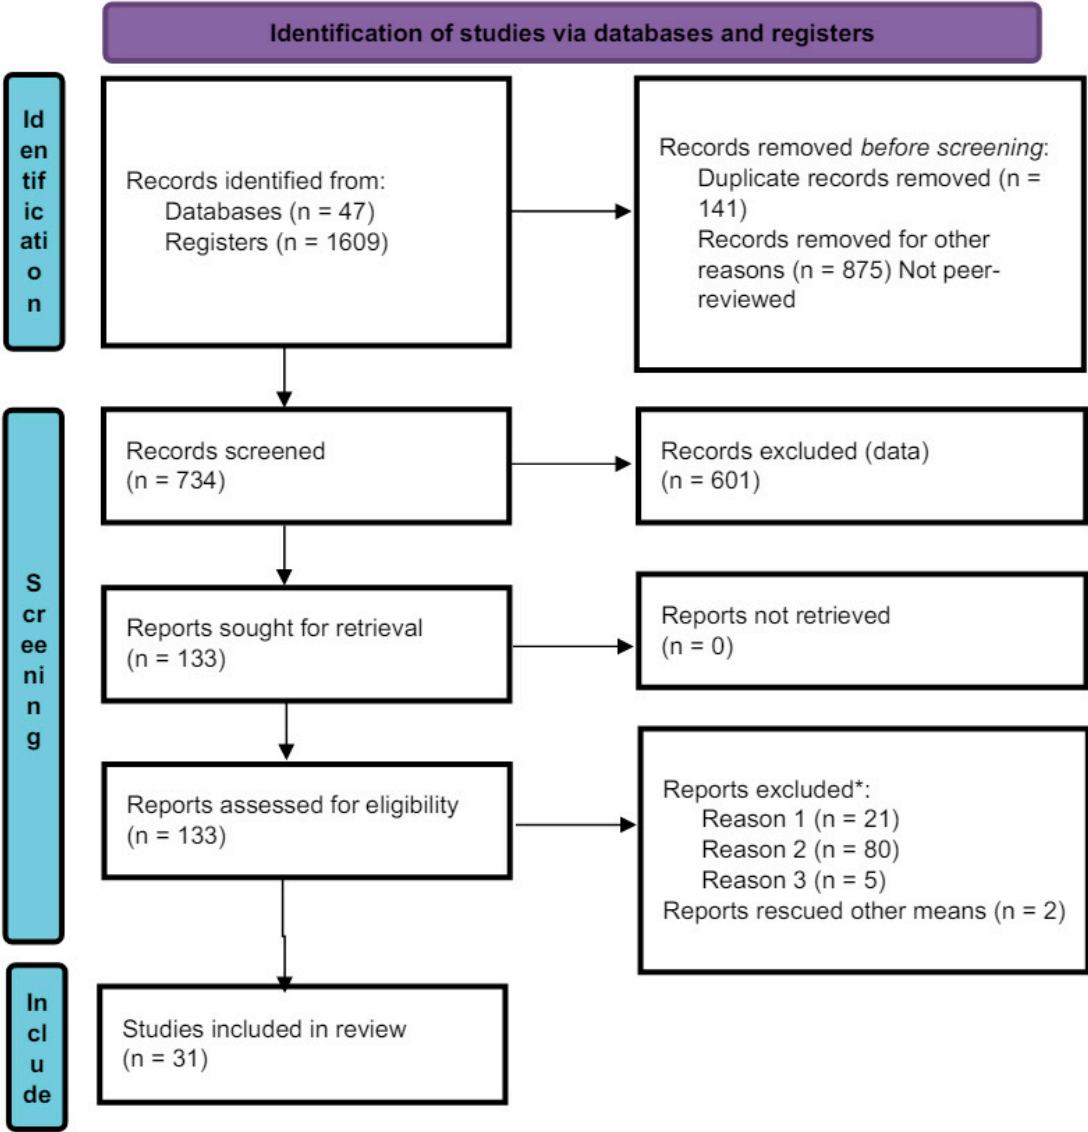 Identification of studies via databases and registers
Id
en
tif
ic
ati
o
n
Records identified from:
Databases (n = 47)
Registers (n = 1609)
Records removed before screening:
Duplicate records removed (n =
141)
Records removed for other
reasons (n = 875) Not peer-
reviewed
S
cr
ee
ni
n
g
Records screened
(n = 734)
Records excluded (data)
(n = 601)
Reports sought for retrieval
(n = 133)
Reports not retrieved
(n = 0)
Reports assessed for eligibility
(n = 133)
Reports excluded*:
Reason 1 (n = 21)
Reason 2 (n = 80)
Reason 3 (n = 5)
Reports rescued other means (n = 2)
In
cl
u
de
Studies included in review
(n = 31)